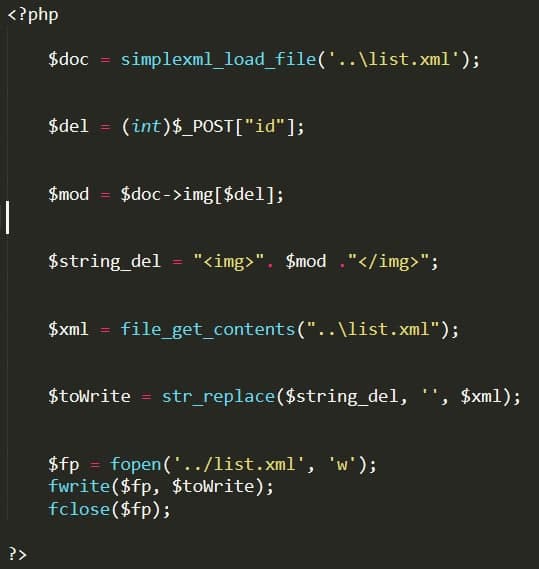 <?php
$doc = simplexml_load_file('..\list.xml');
$del = (int)$_POST["id"];
$mod = $doc->img[$del];
$string_del = "<img>". $mod ."</img>";
$xml = file_get_contents("..\list.xml");
$toWrite = str_replace($string_del, '', $xml);
$fp = fopen('../list.xml', 'w');
fwrite($fp, $toWrite);
fclose($fp);
?>